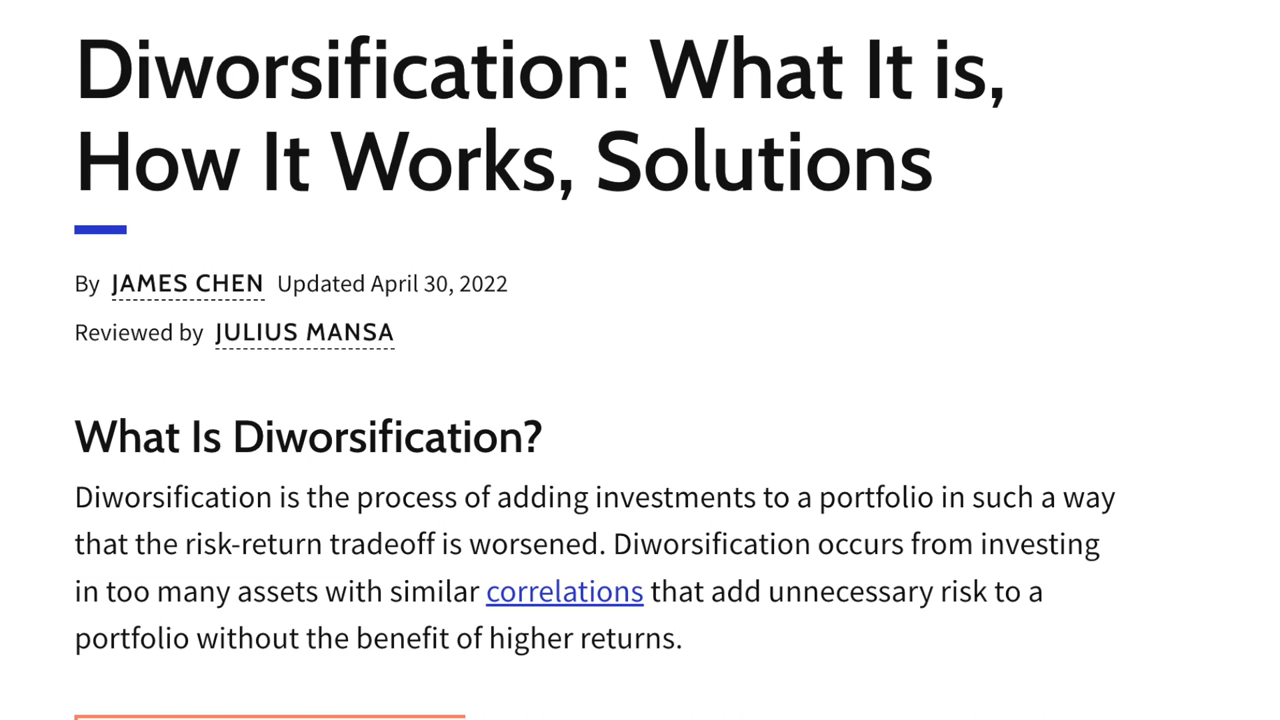 Diworsification: What It is,
How It Works, Solutions
By JAMES CHEN Updated April 30, 2022
Reviewed by JULIUS MANSA
What Is Diworsification?
Diworsification is the process of adding investments to a portfolio in such a way
that the risk-return tradeoff is worsened. Diworsification occurs from investing
in too many assets with similar correlations that add unnecessary risk to a
portfolio without the benefit of higher returns.